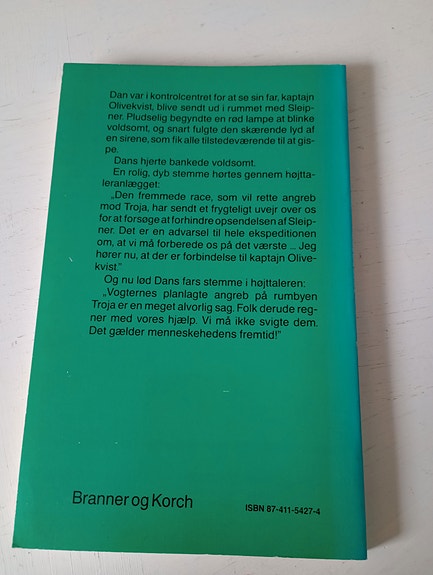 Dan var i kontrolcentret for at se sin far, kaptajn
Olivekvist, blive sendt ud i rummet med Sleip-
ner. Pludselig begyndte en rød lampe at blinke
voldsomt, og snart fulgte den skærende lyd af
en sirene, som fik alle tilstedeværende til at gis-
pe.
Dans hjerte bankede voldsomt.
En rolig, dyb stemme hørtes gennem højtta-
leranlægget:
„Den fremmede race, som vil rette angreb
mod Troja, har sendt et frygteligt uvejr over os
for at forsøge at forhindre opsendelsen af Sleip-
ner. Det er en advarsel til hele ekspeditionen
om, at vi må forberede os på det værste ... Jeg
hører nu, at der er forbindelse til kaptajn Olive-
kvist."
Og nu lød Dans fars stemme i højttaleren:
„Vogternes planlagte angreb på rumbyen
Troja er en meget alvorlig sag. Folk derude reg-
ner med vores hjælp. Vi må ikke svigte dem.
Det gælder menneskehedens fremtid!"
Branner og Korch
ISBN 87-411-5427-4